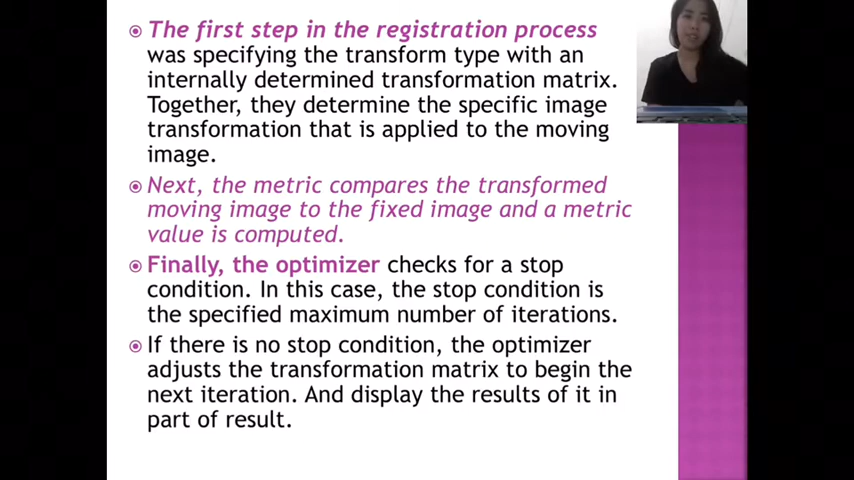 The first step in the registration process
was specifying the transform type with an
internally determined transformation matrix.
Together, they determine the specific image
transformation that is applied to the moving
image.
Next, the metric compares the transformed
moving image to the fixed image and a metric
value is computed.
Finally, the optimizer checks for a stop
condition. In this case, the stop condition is
the specified maximum number of iterations.
If there is no stop condition, the optimizer
adjusts the transformation matrix to begin the
next iteration. And display the results of it in
part of result.